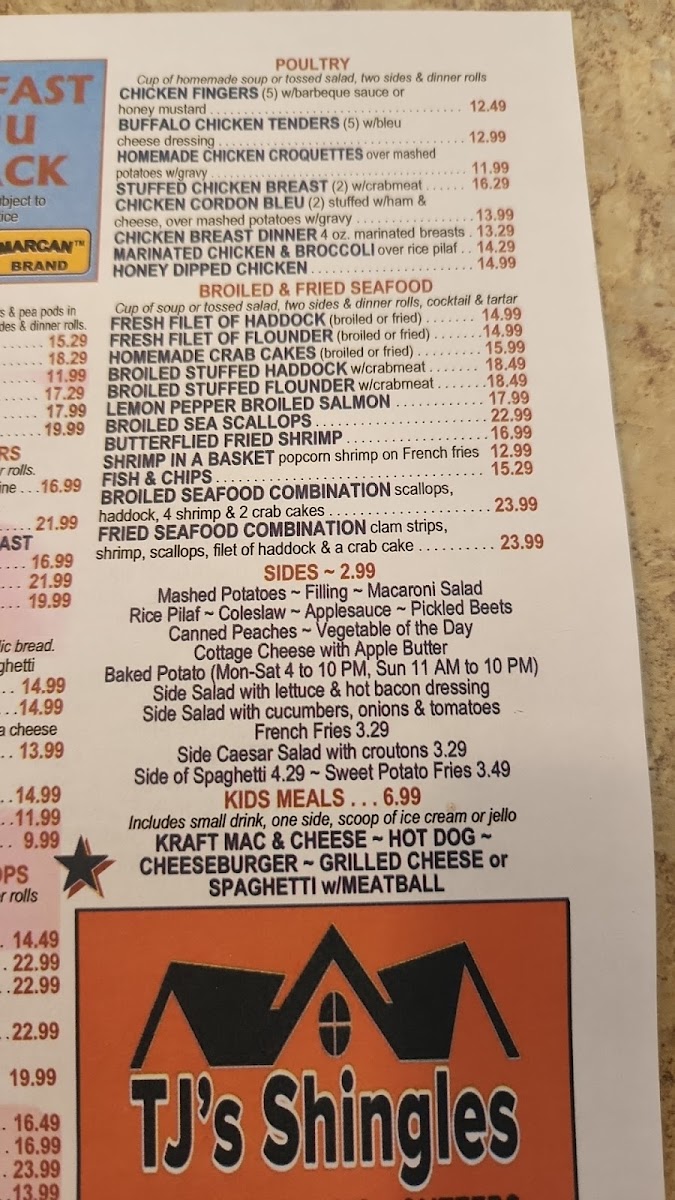 FAST
U
ACK
bject to
ice
MARCAN™
BRAND
s & pea pods in
des & dinner rolls.
..... 15.29
..... 18.29
..... 11.99
..... 17.29
..... 17.99
..... 19.99
RS
r rolls.
ine ...16.99
.... 21.99
AST
.... 16.99
.... 21.99
... 19.99
lic bread.
ghetti
.. 14.99
...14.99
a cheese
.. 13.99
..14.99
..11.99
.. 9.99
OPS
r rolls
. 14.49
. 22.99
..22.99
..22.99
19.99
. 16.49
. 16.99
. 23.99
.13.99
POULTRY
Cup of homemade soup or tossed salad, two sides & dinner rolls
CHICKEN FINGERS (5) w/barbeque sauce or
honey mustard .......... 12.49
BUFFALO CHICKEN TENDERS (5) w/bleu
cheese dressing .......... 12.99
HOMEMADE CHICKEN CROQUETTES over mashed
potatoes w/gravy .......... 11.99
STUFFED CHICKEN BREAST (2) w/crabmeat ...... 16.29
CHICKEN CORDON BLEU (2) stuffed w/ham &
cheese, over mashed potatoes w/gravy .......... 13.99
CHICKEN BREAST DINNER 4 oz. marinated breasts . 13.29
MARINATED CHICKEN & BROCCOLI over rice pilaf .. 14.29
HONEY DIPPED CHICKEN .......... 14.99
BROILED & FRIED SEAFOOD
Cup of soup or tossed salad, two sides & dinner rolls, cocktail & tartar
FRESH FILET OF HADDOCK (broiled or fried) ....... 14.99
FRESH FILET OF FLOUNDER (broiled or fried) .......14.99
HOMEMADE CRAB CAKES (broiled or fried) ......... 15.99
BROILED STUFFED HADDOCK w/crabmeat ....... 18.49
BROILED STUFFED FLOUNDER w/crabmeat .......18.49
LEMON PEPPER BROILED SALMON ............ 17.99
BROILED SEA SCALLOPS .......... 22.99
BUTTERFLIED FRIED SHRIMP .......... 16.99
SHRIMP IN A BASKET popcorn shrimp on French fries 12.99
FISH & CHIPS .......... 15.29
BROILED SEAFOOD COMBINATION scallops,
haddock, 4 shrimp & 2 crab cakes .......... 23.99
FRIED SEAFOOD COMBINATION clam strips,
shrimp, scallops, filet of haddock & a crab cake .......... 23.99
SIDES ~ 2.99
Mashed Potatoes ~ Filling ~ Macaroni Salad
Rice Pilaf ~ Coleslaw ~ Applesauce ~ Pickled Beets
Canned Peaches ~ Vegetable of the Day
Cottage Cheese with Apple Butter
Baked Potato (Mon-Sat 4 to 10 PM, Sun 11 AM to 10 PM)
Side Salad with lettuce & hot bacon dressing
Side Salad with cucumbers, onions & tomatoes
French Fries 3.29
Side Caesar Salad with croutons 3.29
Side of Spaghetti 4.29 ~ Sweet Potato Fries 3.49
KIDS MEALS . . . 6.99
Includes small drink, one side, scoop of ice cream or jello
KRAFT MAC & CHEESE ~ HOT DOG ~
CHEESEBURGER ~ GRILLED CHEESE or
SPAGHETTI w/MEATBALL
TJ's Shingles